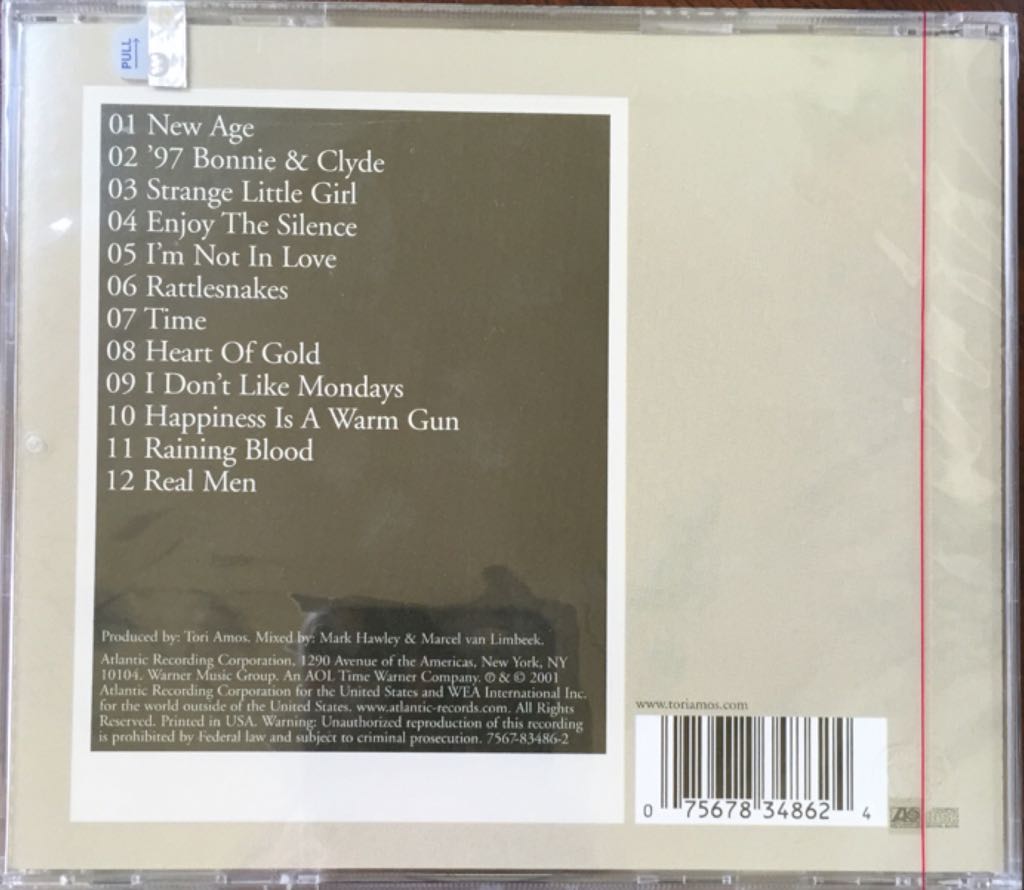 PULL
01 New Age
02 ’97 Bonnie & Clyde
03 Strange Little Girl
04 Enjoy The Silence
05 I’m Not In Love
06 Rattlesnakes
07 Time
08 Heart Of Gold
09 I Don’t Like Mondays
10 Happiness Is A Warm Gun
11 Raining Blood
12 Real Men
Produced by: Tori Amos. Mixed by: Mark Hawley & Marcel van Limbeek.
Atlantic Recording Corporation, 1290 Avenue of the Americas, New York, NY
10104. Warner Music Group. An AOL Time Warner Company. ℗ & © 2001
Atlantic Recording Corporation for the United States and WEA International Inc.
for the world outside of the United States. www.atlantic-records.com. All Rights
Reserved. Printed in USA. Warning: Unauthorized reproduction of this recording
is prohibited by Federal law and subject to criminal prosecution. 7567-83486-2
www.toriamos.com
0 75678 34862 4